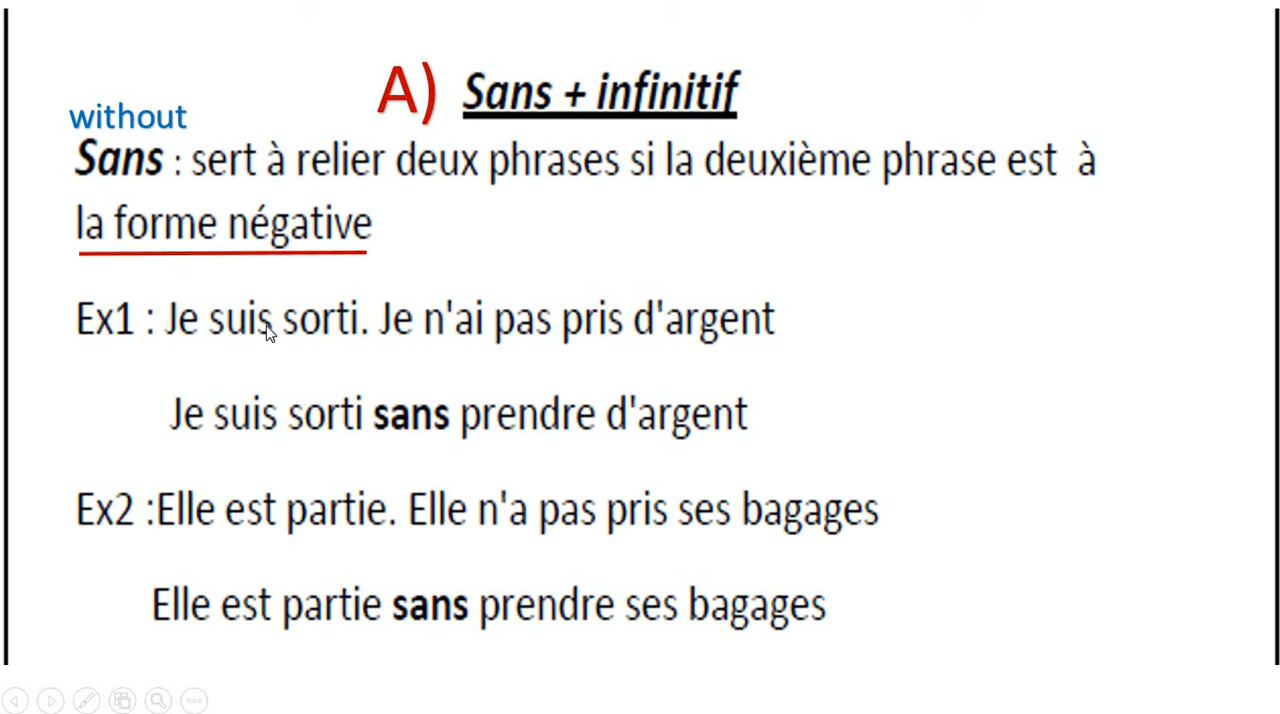 A) Sans + infinitif
without
Sans : sert à relier deux phrases si la deuxième phrase est à
la forme négative
Ex1 : Je suis sorti. Je n'ai pas pris d'argent
Je suis sorti sans prendre d'argent
Ex2 :Elle est partie. Elle n'a pas pris ses bagages
Elle est partie sans prendre ses bagages